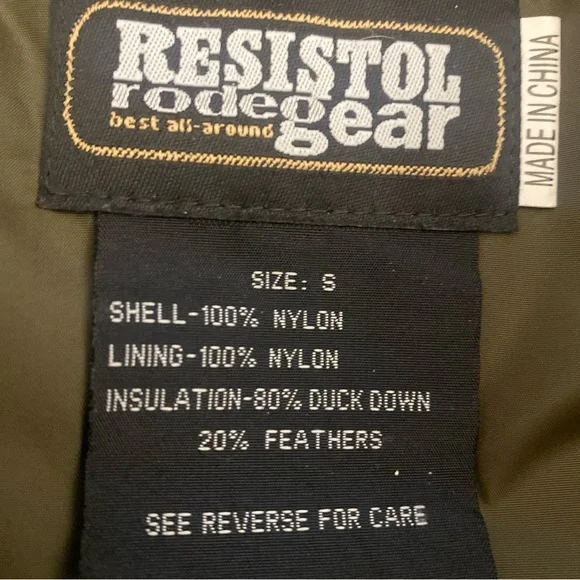 RESISTOL
rodeo gear
best all-around
MADE IN CHINA
SIZE: S
SHELL-100% NYLON
LINING-100% NYLON
INSULATION-80% DUCK DOWN
20% FEATHERS
SEE REVERSE FOR CARE